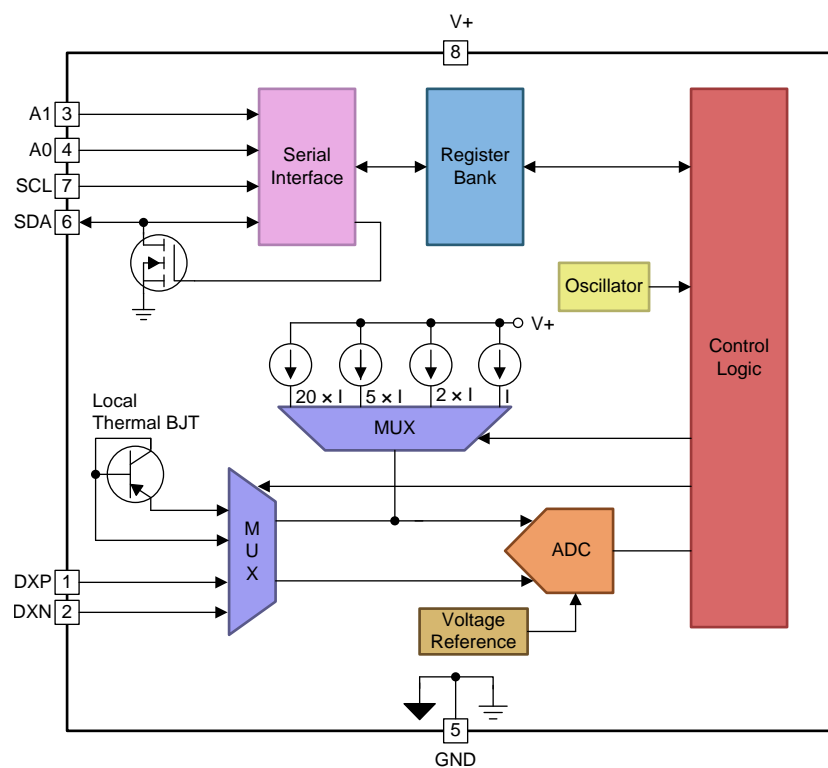 V+
8
A1 3
A0 4
SCL 7
SDA 6
Serial
Interface
Register
Bank
Control
Logic
Oscillator
V+
20 × I
5 × I
2 × I
I
MUX
Local
Thermal BJT
M
U
X
ADC
DXP 1
DXN 2
Voltage
Reference
5
GND